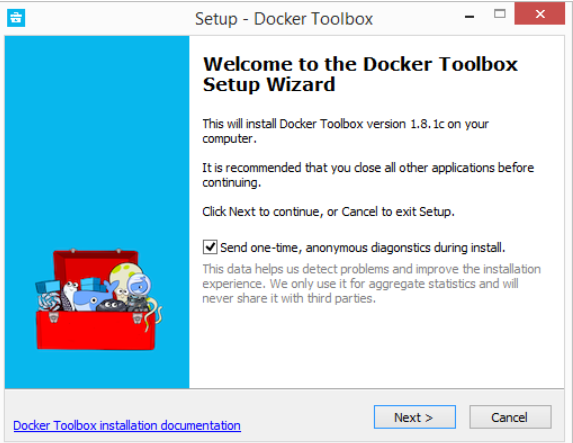 Setup - Docker Toolbox
Welcome to the Docker Toolbox
Setup Wizard
This will install Docker Toolbox version 1.8.1c on your
computer.
It is recommended that you close all other applications before
continuing.
Click Next to continue, or Cancel to exit Setup.
Send one-time, anonymous diagonstics during install.
This data helps us detect problems and improve the installation
experience. We only use it for aggregate statistics and will
never share it with third parties.
Docker Toolbox installation documentation
Next >
Cancel